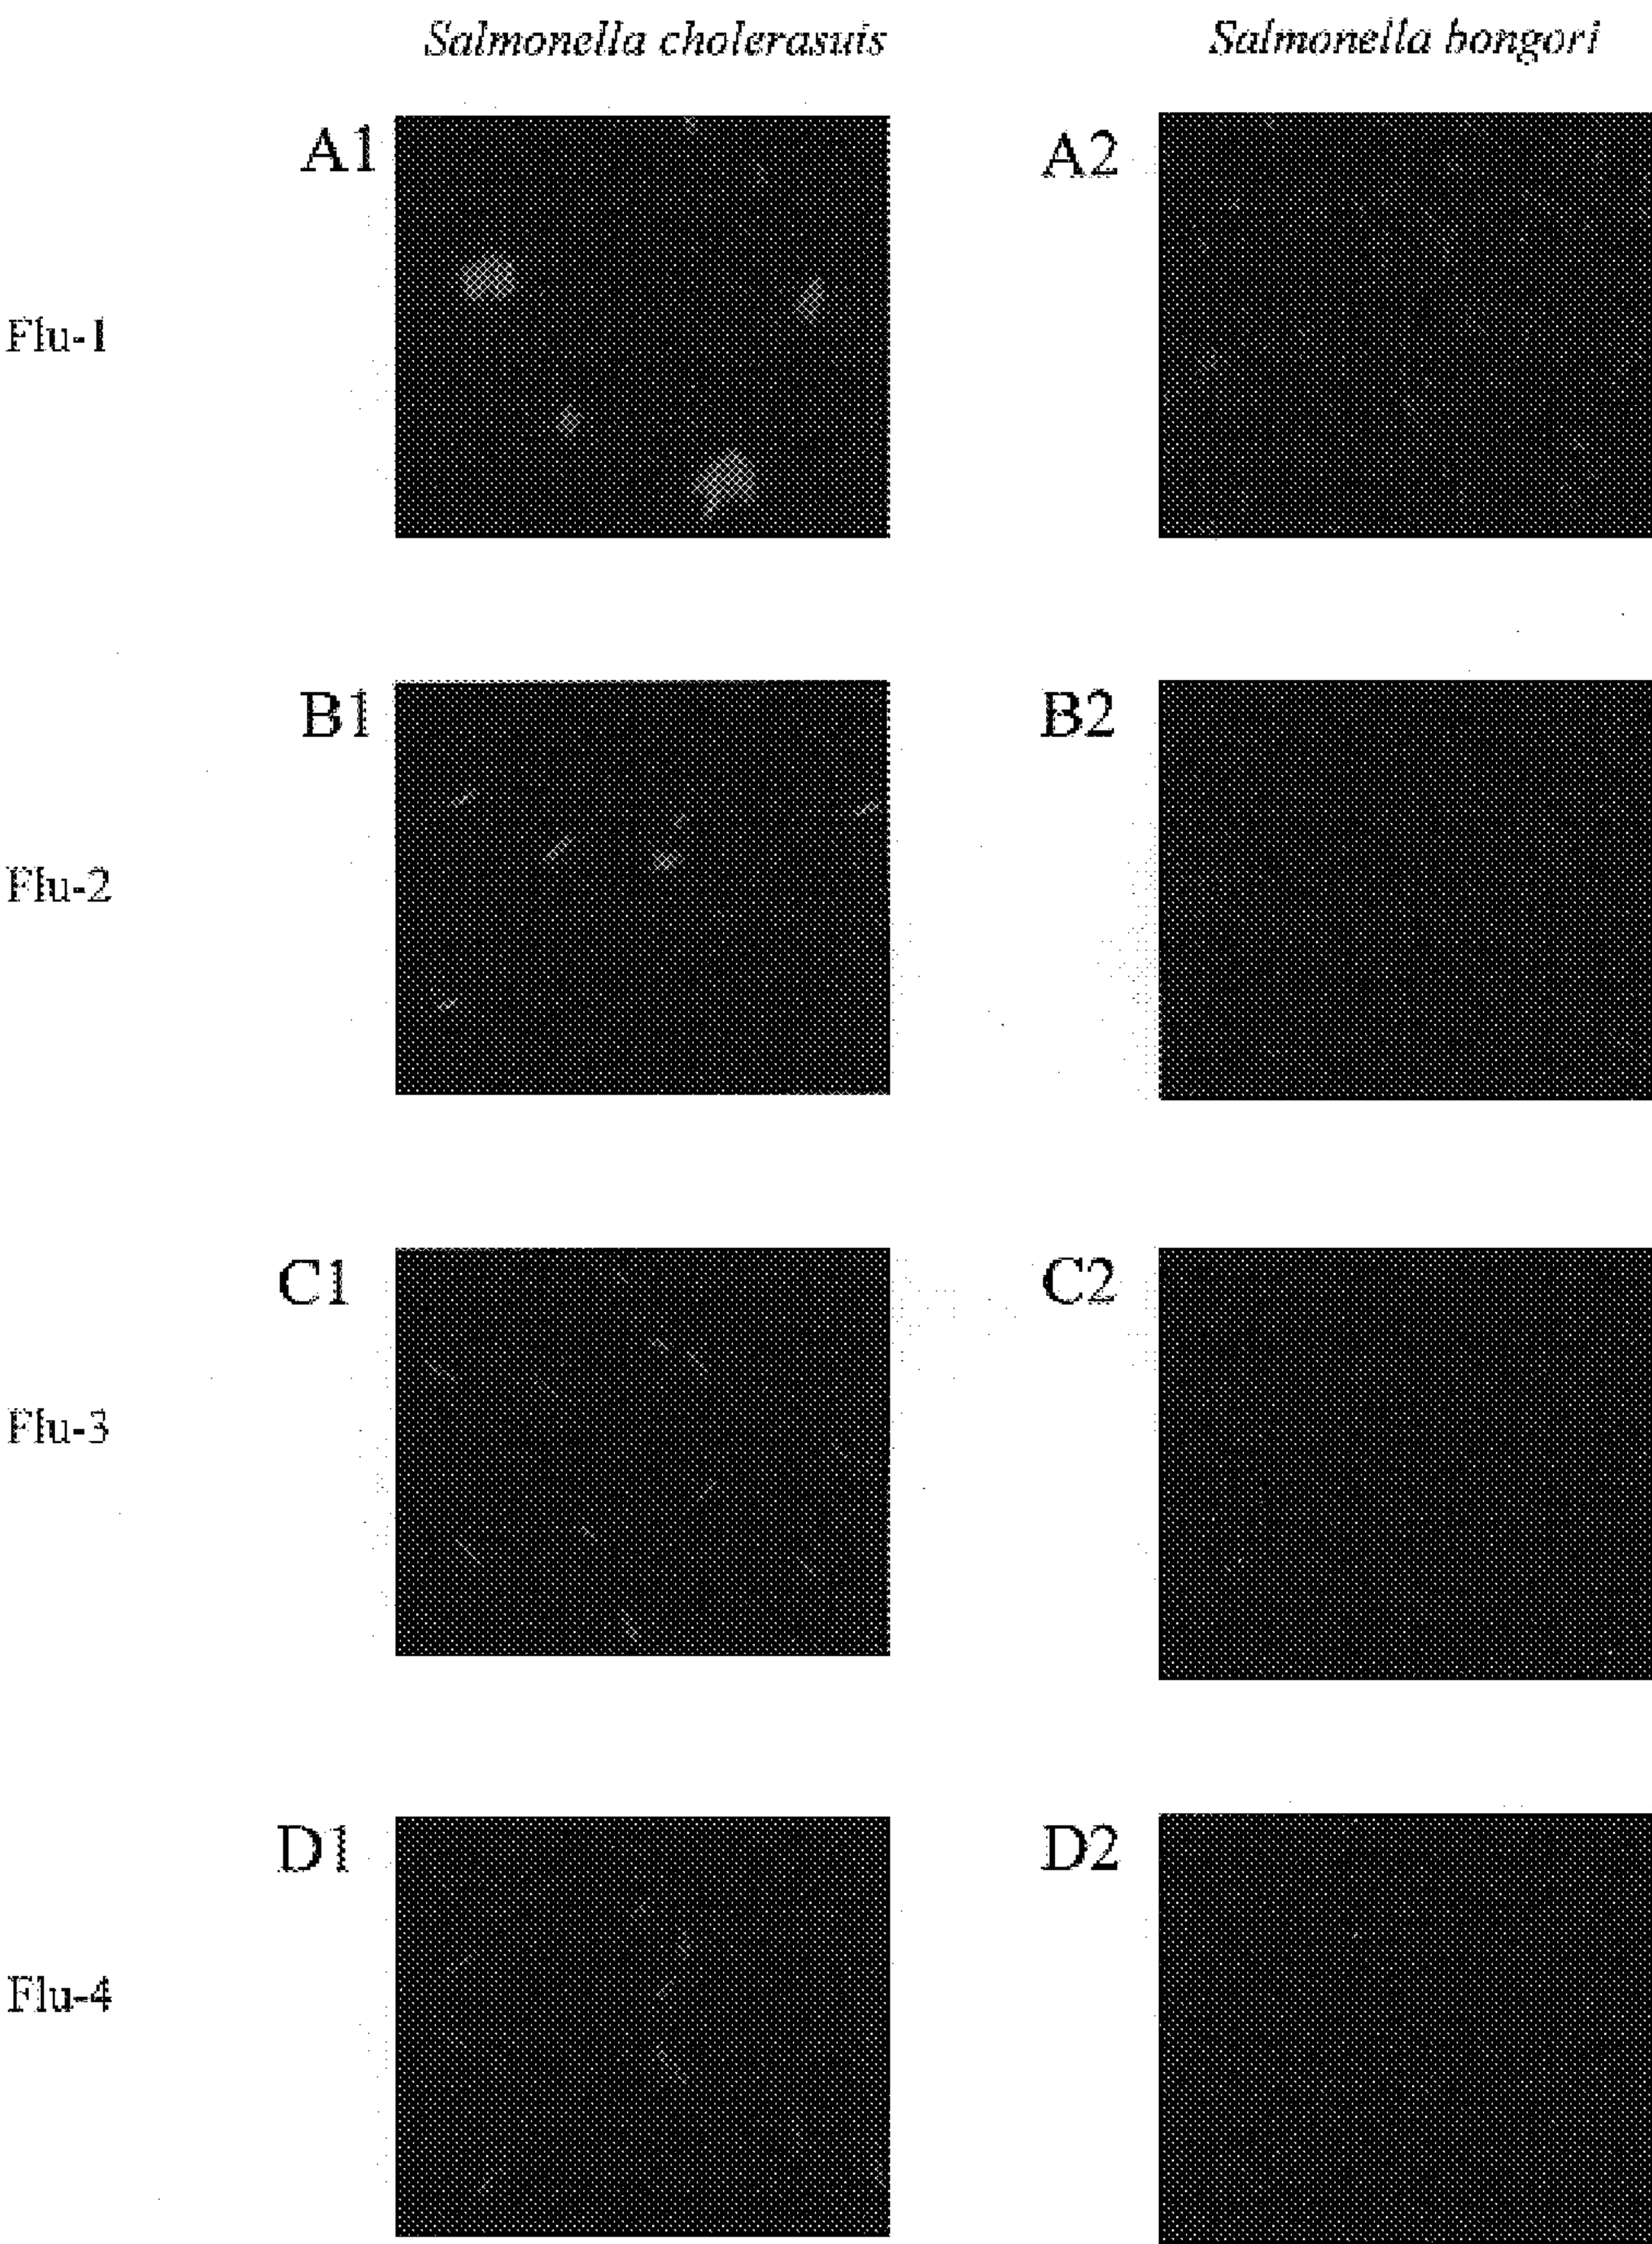 Salmonella cholerasuis Salmonella bongori
A1 A2
Flu-1
B1 B2
Flu-2
C1 C2
Flu-3
D1 D2
Flu-4